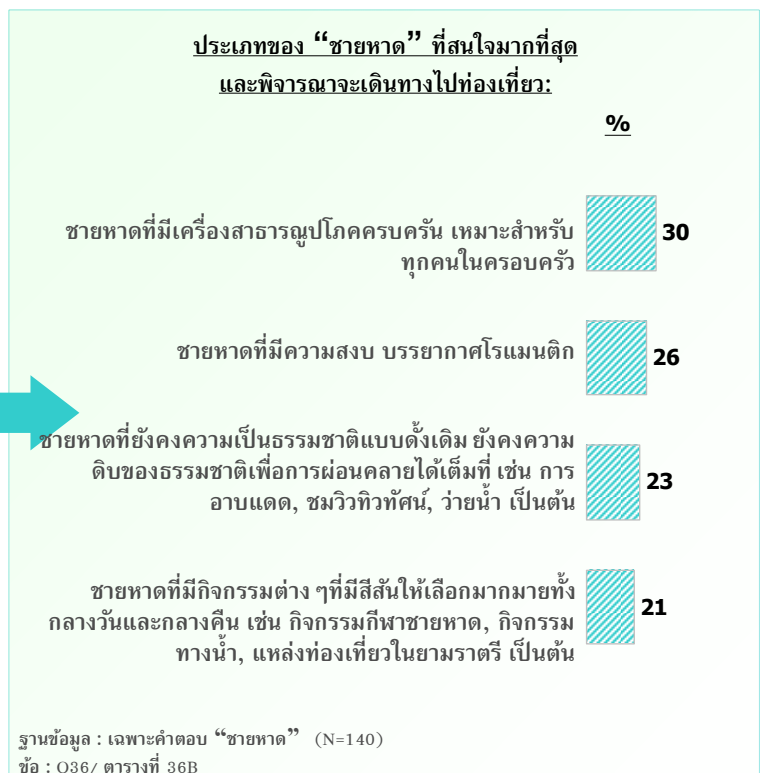 ประเภทของ “ชายหาด” ที่สนใจมากที่สุด
และพิจารณาจะเดินทางไปท่องเที่ยว:
%
ชายหาดที่มีเครื่องสาธารณูปโภคครบครัน เหมาะสำหรับ
ทุกคนในครอบครัว
30
ชายหาดที่มีความสงบ บรรยากาศโรแมนติก
26
ชายหาดที่ยังคงความเป็นธรรมชาติแบบดั้งเดิม ยังคงความ
ดิบของธรรมชาติเพื่อการผ่อนคลายได้เต็มที่ เช่น การ
อาบแดด, ชมวิวทิวทัศน์, ว่ายน้ำ เป็นต้น
23
ชายหาดที่มีกิจกรรมต่าง ๆที่มีสีสันให้เลือกมากมายทั้ง
กลางวันและกลางคืน เช่น กิจกรรมกีฬาชายหาด, กิจกรรม
ทางน้ำ, แหล่งท่องเที่ยวในยามราตรี เป็นต้น
21
ฐานข้อมูล : เฉพาะคำตอบ “ชายหาด” (N=140)
ข้อ : Q36/ ตารางที่ 36B